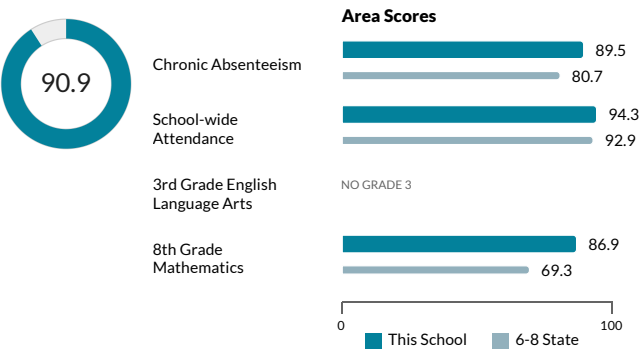 Area Scores
90.9
Chronic Absenteeism
89.5
80.7
School-wide
Attendance
94.3
92.9
3rd Grade English
Language Arts
NO GRADE 3
8th Grade
Mathematics
86.9
69.3
0
100
This School
6-8 State